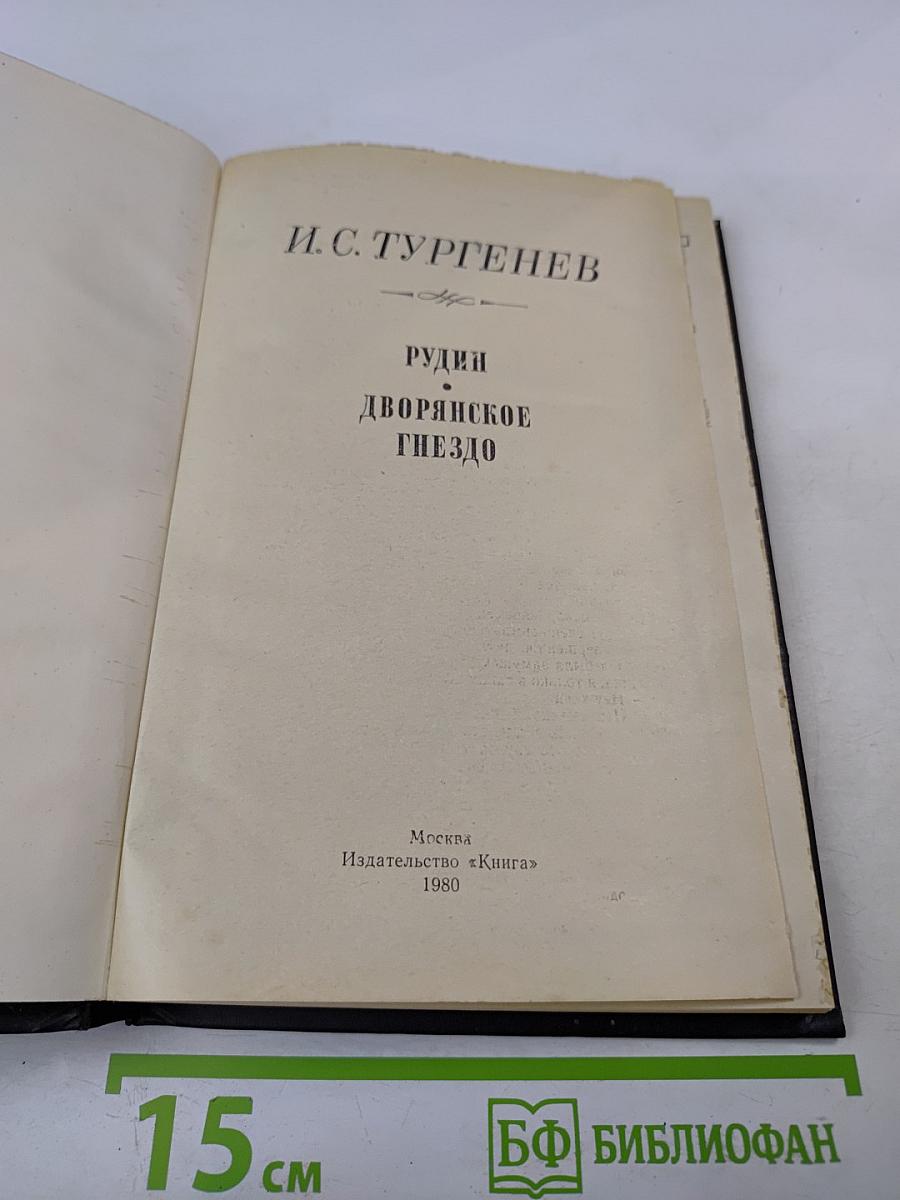 И. С. ТУРГЕНЕВ
РУДИН
•
ДВОРЯНСКОЕ
ГНЕЗДО
Москва
Издательство «Книга»
1980
15 см
БФ БИБЛИОФАН